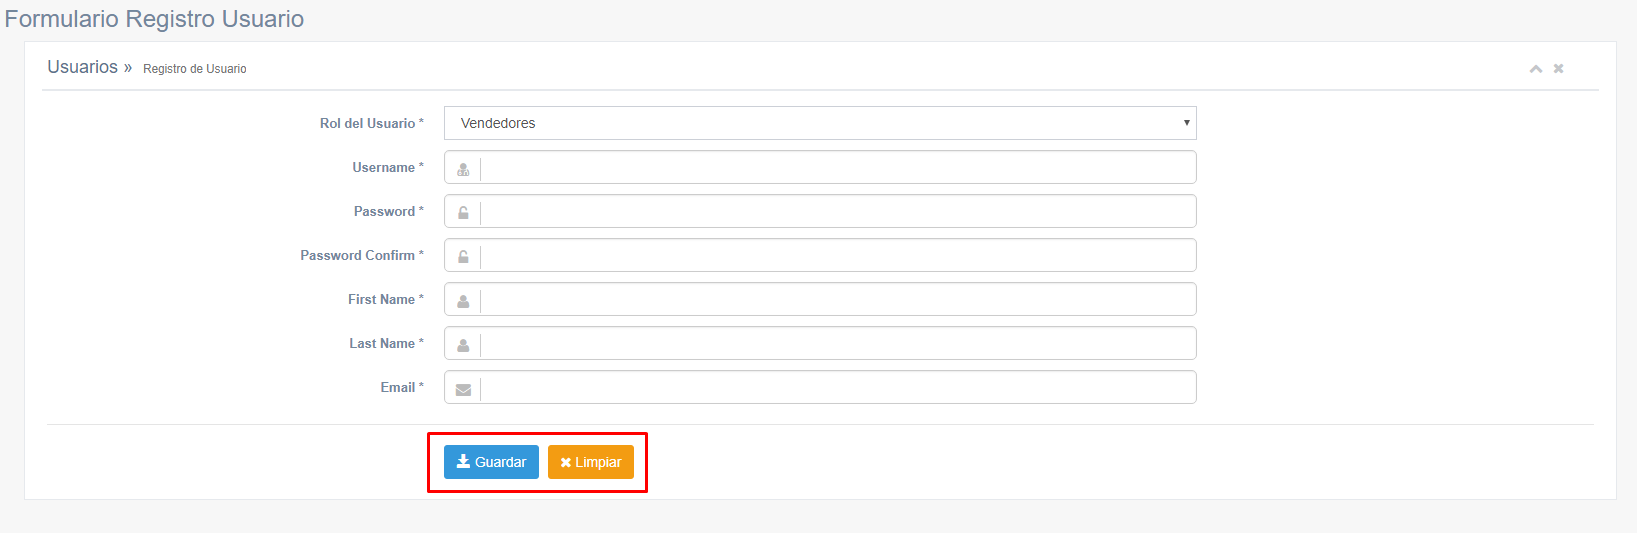 Formulario Registro Usuario
Usuarios » Registro de Usuario
Rol del Usuario * Vendedores
Username *
Password *
Password Confirm *
First Name *
Last Name *
Email *
Guardar Limpiar